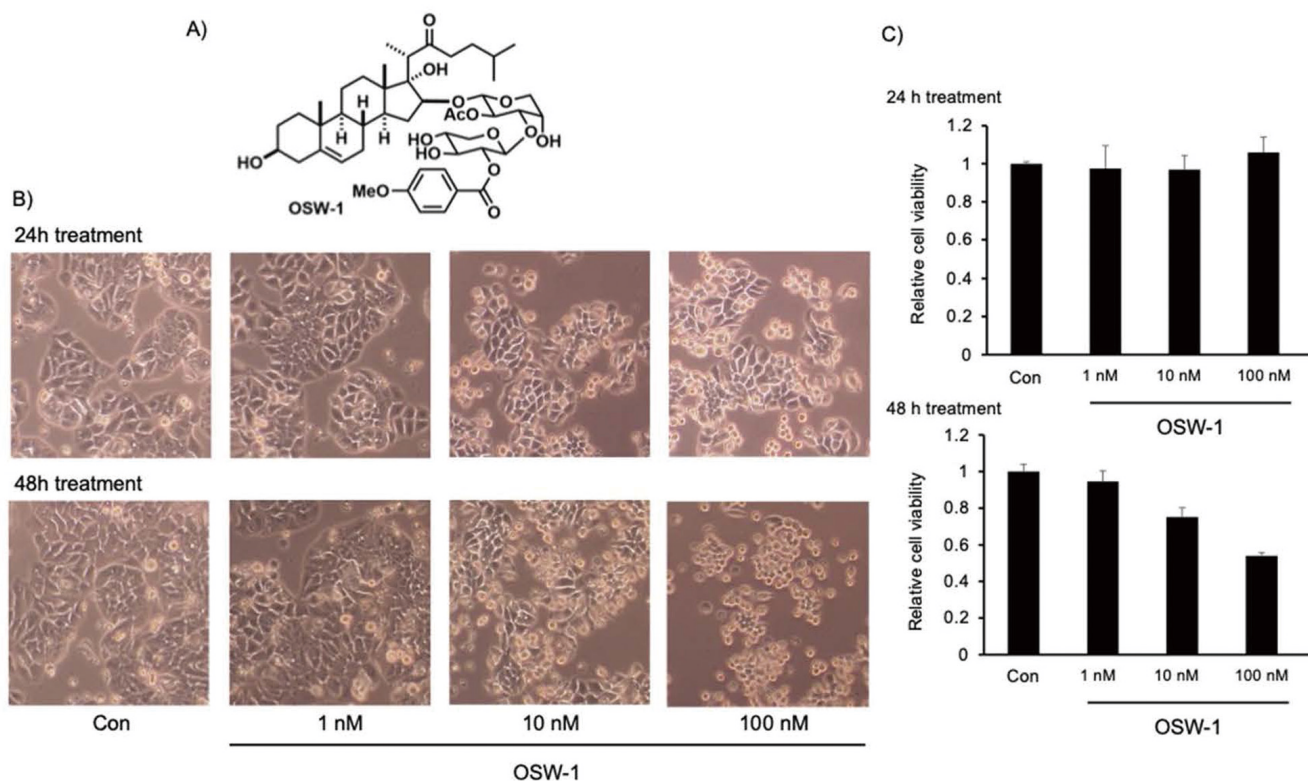 A)
O
OH
O
O
AcO
O
OH
HO
O
HO
O
O
HO
MeO
O
OSW-1
B)
24h treatment
48h treatment
Con
1 nM
10 nM
100 nM
OSW-1
C)
24 h treatment
Relative cell viability
1.2
1
0.8
0.6
0.4
0.2
0
Con
1 nM
10 nM
100 nM
OSW-1
48 h treatment
Relative cell viability
1.2
1
0.8
0.6
0.4
0.2
0
Con
1 nM
10 nM
100 nM
OSW-1
H
H
H